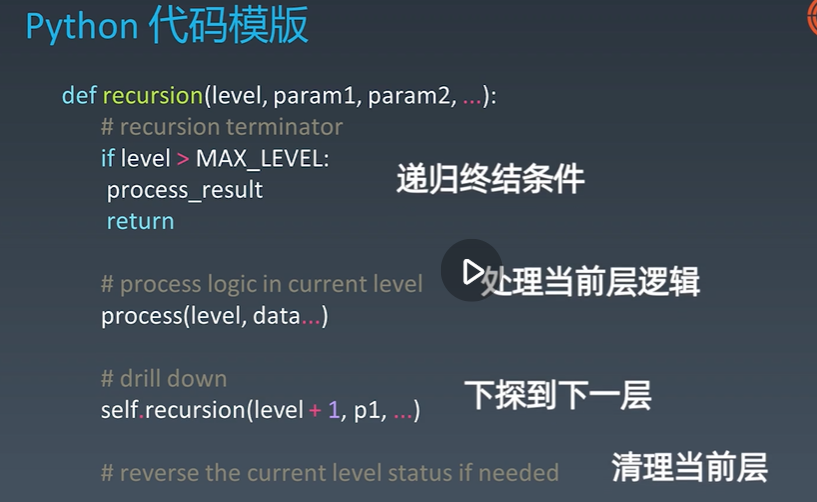 Python 代码模版
def recursion(level, param1, param2, ...):
# recursion terminator
if level > MAX_LEVEL:
process_result
return
递归终结条件
# process logic in current level
process(level, data...)
处理当前层逻辑
# drill down
self.recursion(level + 1, p1, ...)
下探到下一层
# reverse the current level status if needed
清理当前层